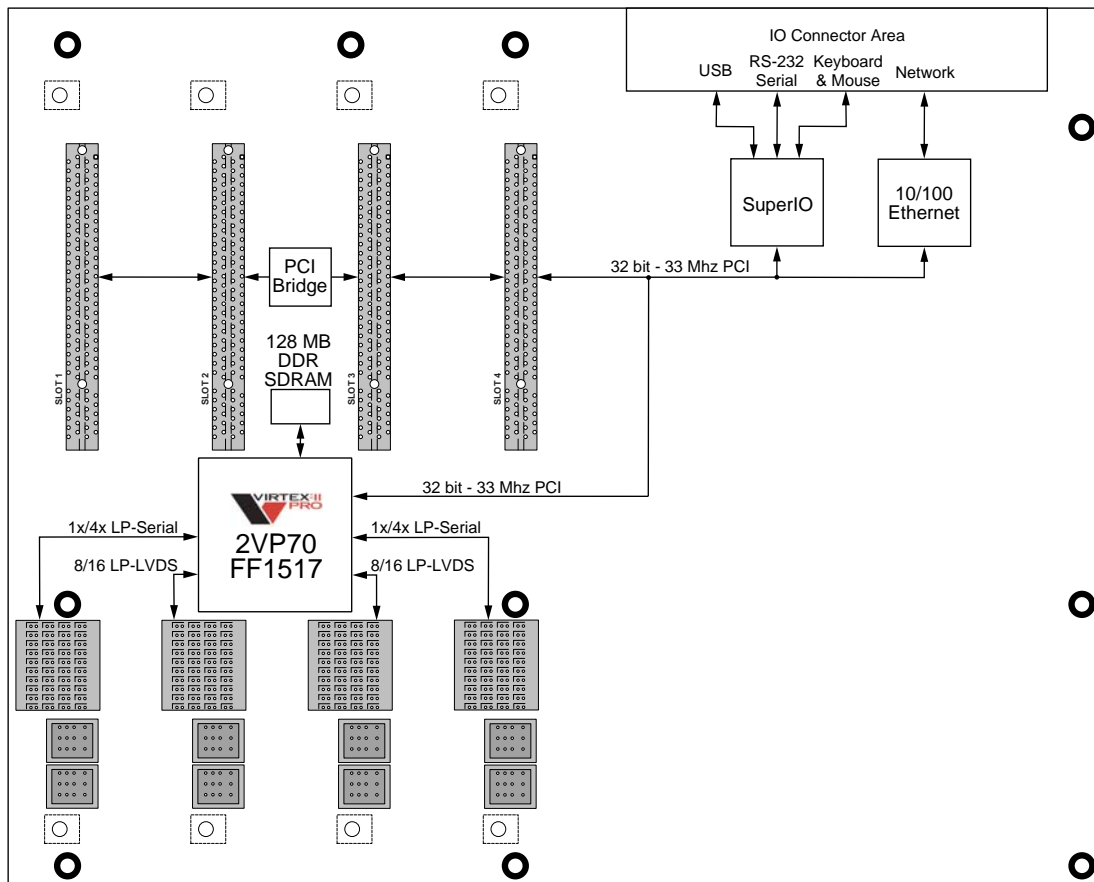 IO Connector Area
USB
RS-232
Serial
Keyboard
& Mouse
Network
SuperIO
10/100
Ethernet
32 bit - 33 Mhz PCI
PCI
Bridge
128 MB
DDR
SDRAM
SLOT 1
SLOT 2
SLOT 3
SLOT 4
VIRTEX-II
PRO
2VP70
FF1517
32 bit - 33 Mhz PCI
1x/4x LP-Serial
1x/4x LP-Serial
8/16 LP-LVDS
8/16 LP-LVDS